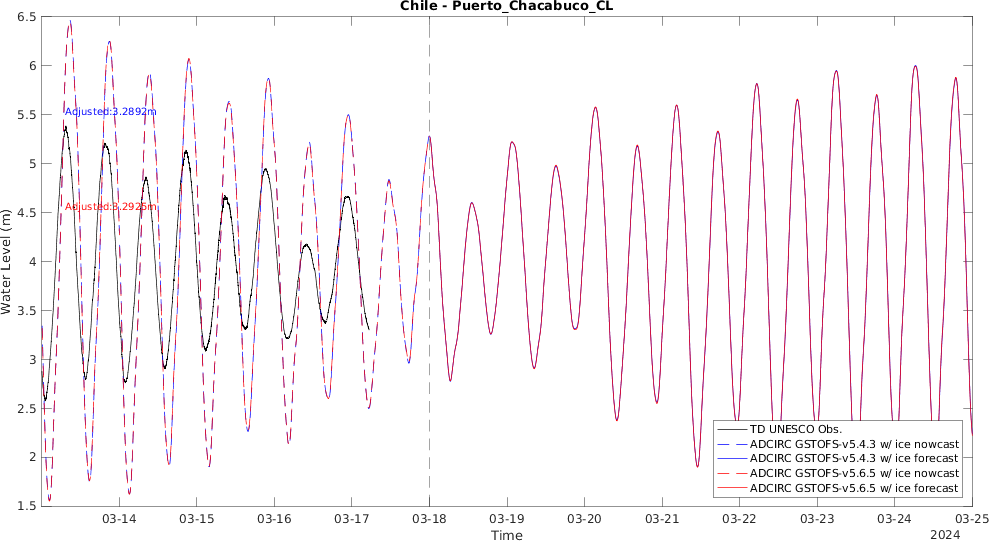 Chile - Puerto_Chacabuco_CL
6.5
6
5.5
5
4.5
4
3.5
3
2.5
2
1.5
Water Level (m)
Adjusted:3.2892m
Adjusted:3.2925m
TD UNESCO Obs.
ADCIRC GSTOFS-v5.4.3 w/ ice nowcast
ADCIRC GSTOFS-v5.4.3 w/ ice forecast
ADCIRC GSTOFS-v5.6.5 w/ ice nowcast
ADCIRC GSTOFS-v5.6.5 w/ ice forecast
03-14 03-15 03-16 03-17 03-18 03-19 03-20 03-21 03-22 03-23 03-24 03-25
Time
2024